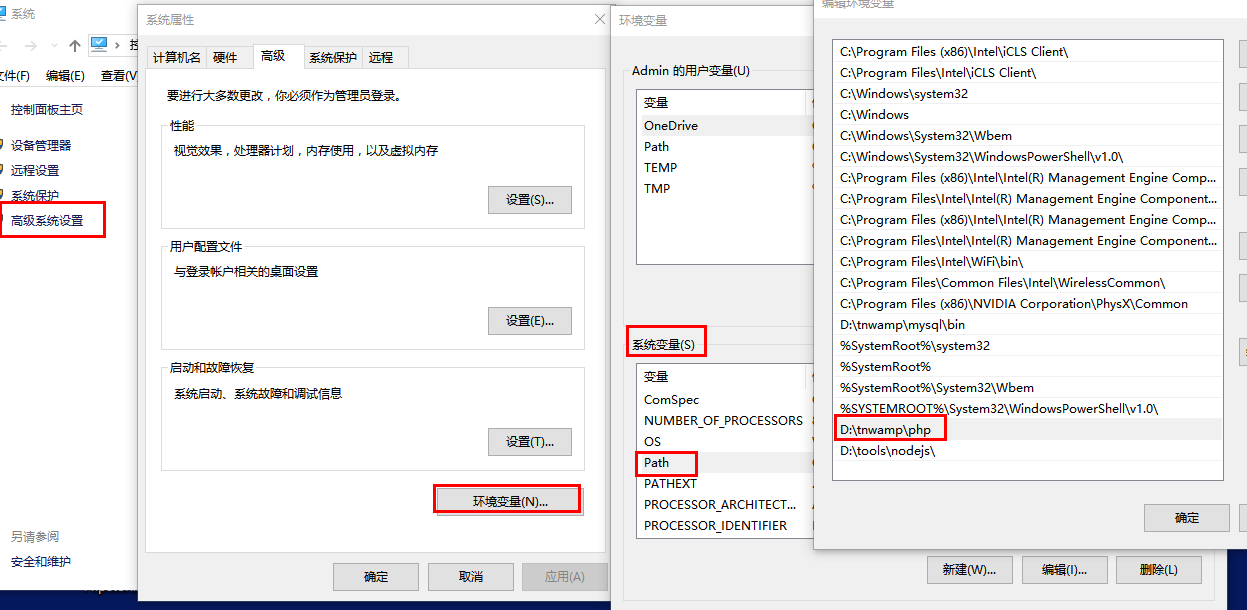 系统
文件(F) 编辑(E) 查看(V
控制面板主页
设备管理器
远程设置
系统保护
高级系统设置
另请参阅
安全和维护
系统属性
计算机名 硬件 高级 系统保护 远程
要进行大多数更改，你必须作为管理员登录。
性能
视觉效果，处理器计划，内存使用，以及虚拟内存
设置(S)...
用户配置文件
与登录帐户相关的桌面设置
设置(E)...
启动和故障恢复
系统启动、系统故障和调试信息
设置(T)...
环境变量(N)...
确定 取消 应用(A)
环境变量
Admin 的用户变量(U)
变量
OneDrive
Path
TEMP
TMP
系统变量(S)
变量
ComSpec
NUMBER_OF_PROCESSORS
OS
Path
PATHEXT
PROCESSOR_ARCHITECT...
PROCESSOR_IDENTIFIER
新建(W)... 编辑(I)... 删除(L)
编辑环境变量
C:\Program Files (x86)\Intel\iCLS Client\
C:\Program Files\Intel\iCLS Client\
C:\Windows\system32
C:\Windows
C:\Windows\System32\Wbem
C:\Windows\System32\WindowsPowerShell\v1.0\
C:\Program Files (x86)\Intel\Intel(R) Management Engine Comp...
C:\Program Files\Intel\Intel(R) Management Engine Component...
C:\Program Files (x86)\Intel\Intel(R) Management Engine Comp...
C:\Program Files\Intel\Intel(R) Management Engine Component...
C:\Program Files\Intel\WiFi\bin\
C:\Program Files\Common Files\Intel\WirelessCommon\
C:\Program Files (x86)\NVIDIA Corporation\PhysX\Common
D:\tnwamp\mysql\bin
%SystemRoot%\system32
%SystemRoot%
%SystemRoot%\System32\Wbem
%SYSTEMROOT%\System32\WindowsPowerShell\v1.0\
D:\tnwamp\php
D:\tools\nodejs\
确定